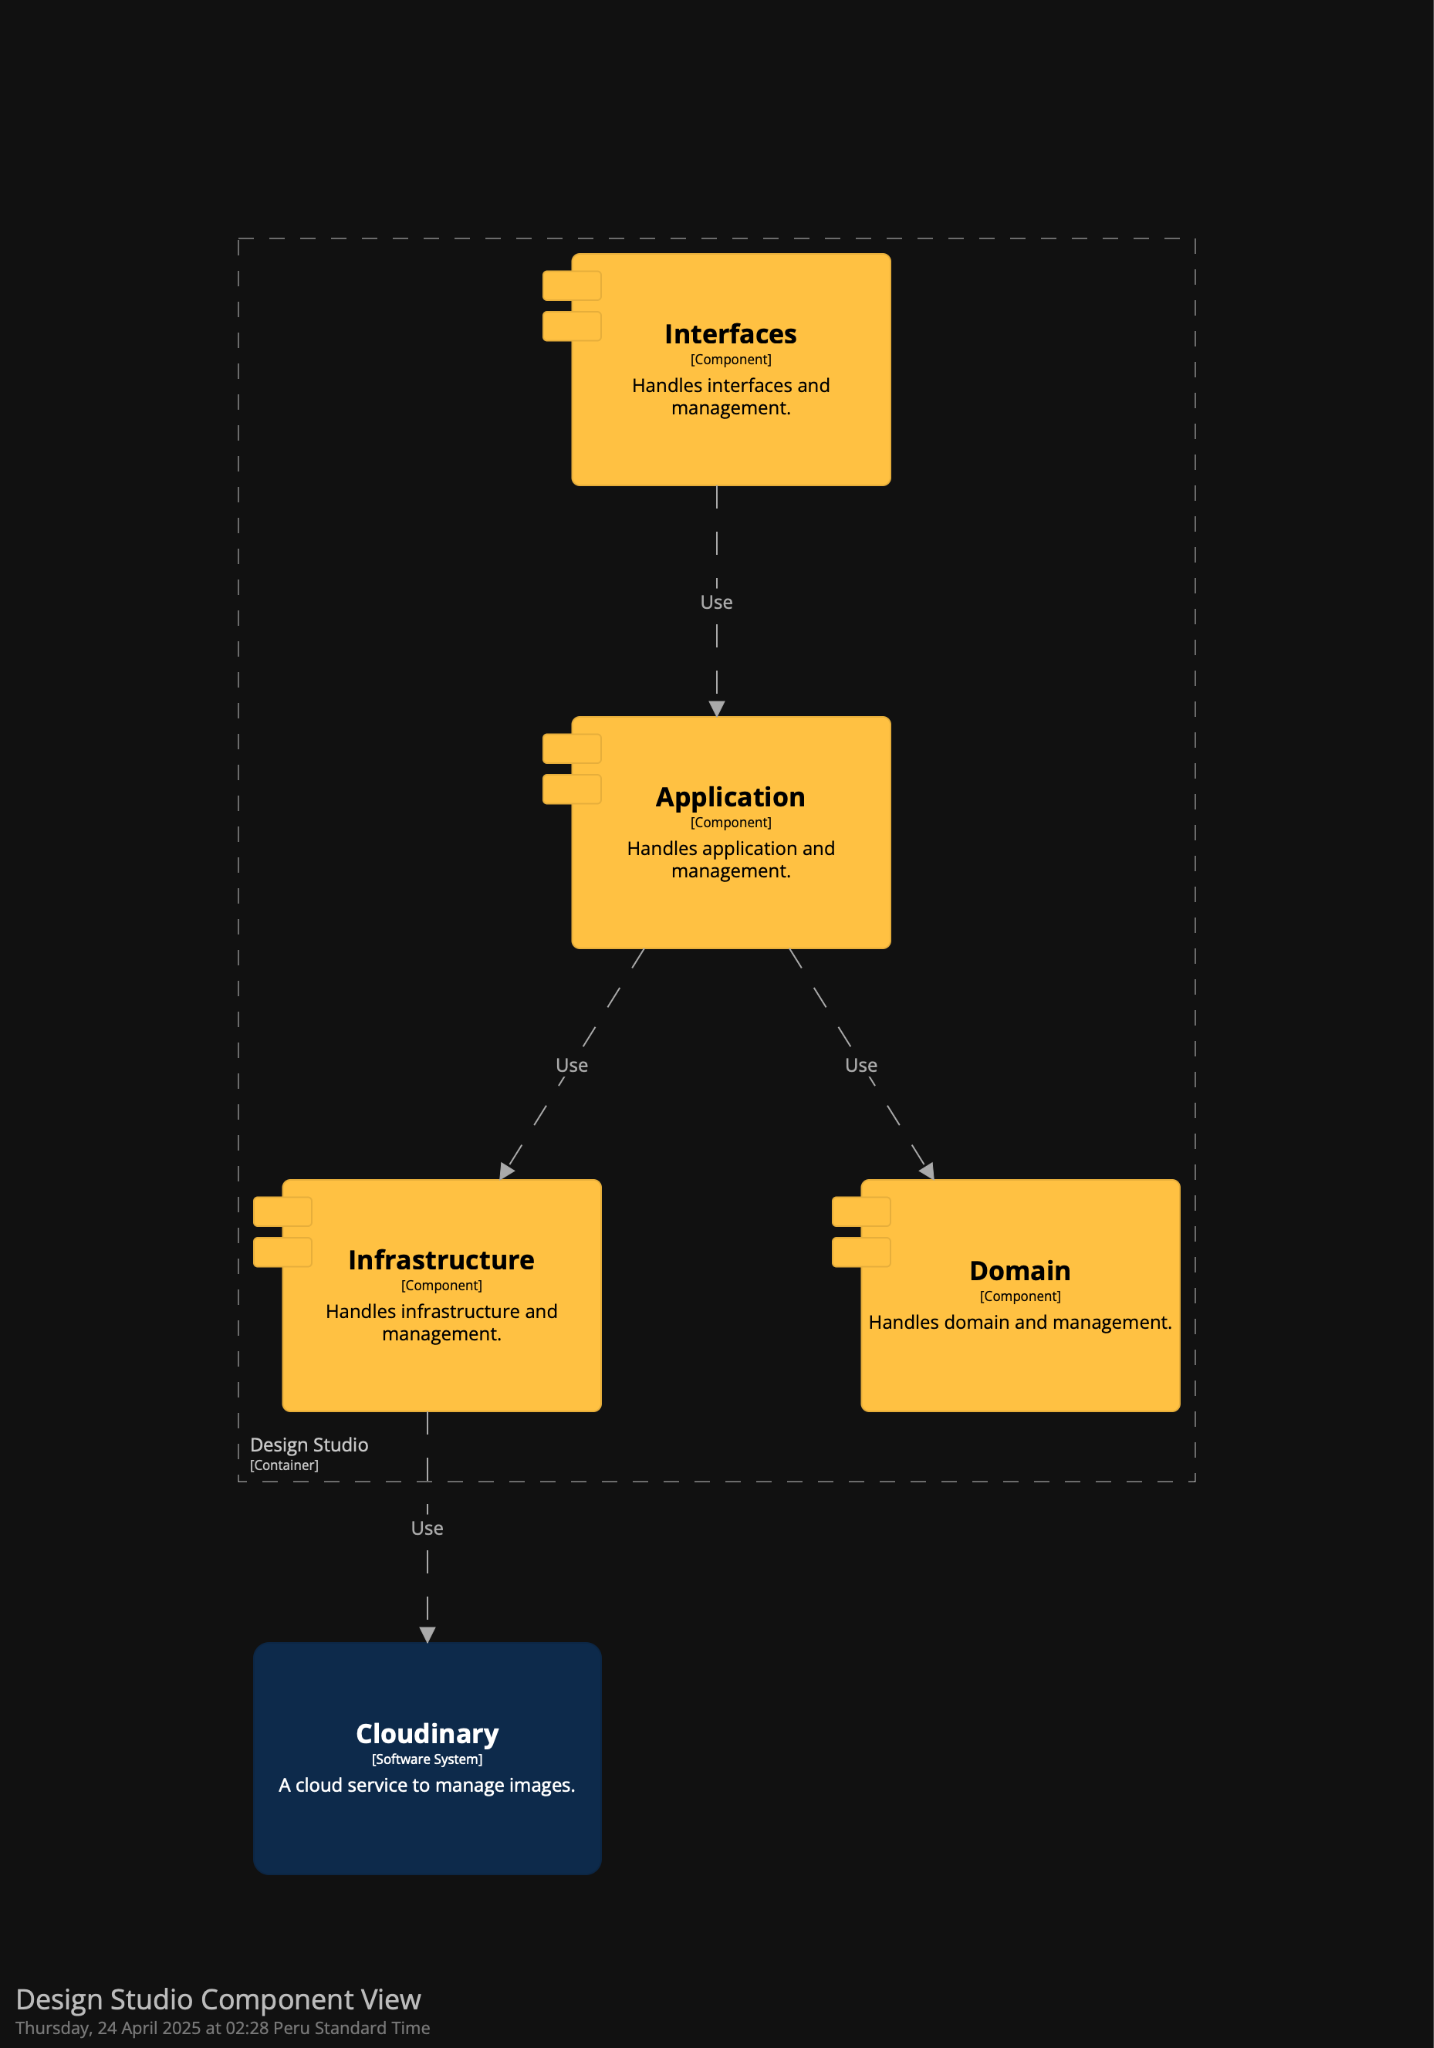 Interfaces
[Component]
Handles interfaces and
management.
Use
Application
[Component]
Handles application and
management.
Use
Use
Infrastructure
[Component]
Handles infrastructure and
management.
Domain
[Component]
Handles domain and management.
Design Studio
[Container]
Use
Cloudinary
[Software System]
A cloud service to manage images.
Design Studio Component View
Thursday, 24 April 2025 at 02:28 Peru Standard Time